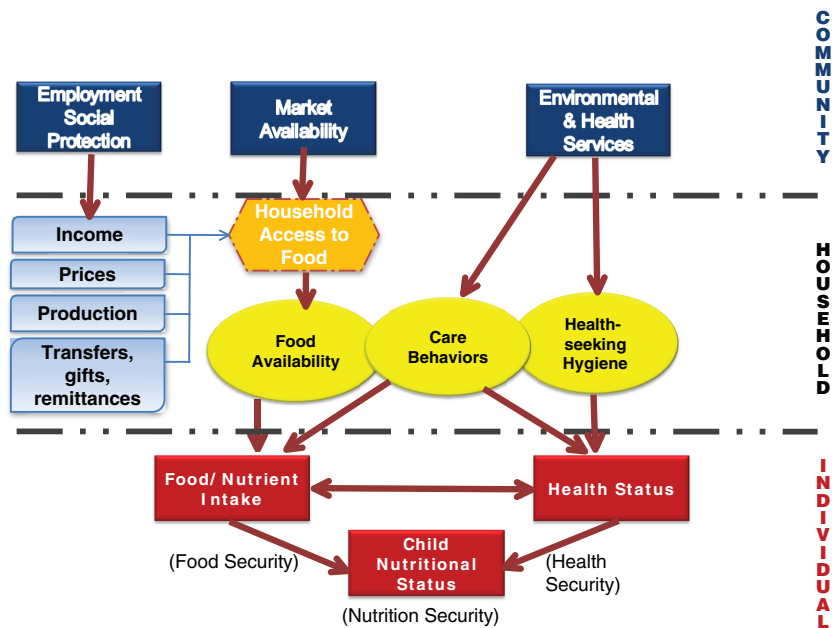 Employment
Social
Protection
Market
Availability
Environmental
& Health
Services
COMMUNITY
Income
Prices
Production
Transfers,
gifts,
remittances
Household
Access to
Food
Food
Availability
Care
Behaviors
Health-
seeking
Hygiene
HOUSEHOLD
Food/ Nutrient
Intake
Health Status
(Food Security)
Child
Nutritional
Status
(Health
Security)
(Nutrition Security)
INDIVIDUAL